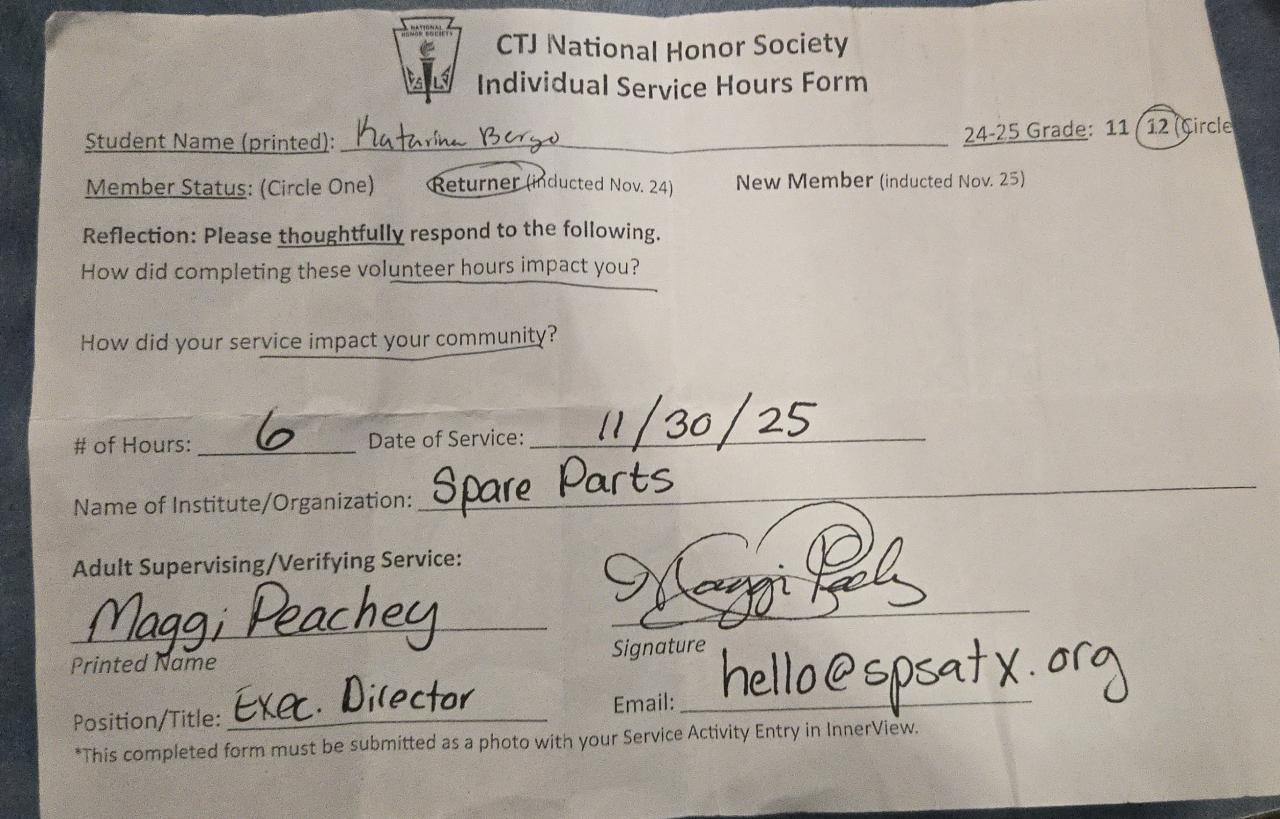 NATIONAL
HONOR SOCIETY
CTJ National Honor Society
Individual Service Hours Form
Student Name (printed): Katarina Bergo 24-25 Grade: 11 12 (Circle
Member Status: (Circle One) Returner (inducted Nov. 24) New Member (inducted Nov. 25)
Reflection: Please thoughtfully respond to the following.
How did completing these volunteer hours impact you?
How did your service impact your community?
# of Hours: 6 Date of Service: 11/30/25
Name of Institute/Organization: Spare Parts
Adult Supervising/Verifying Service:
Maggi Peachey Maggi Peachey
Printed Name Signature
Position/Title: Exec. Director Email: hello@spsatx.org
*This completed form must be submitted as a photo with your Service Activity Entry in InnerView.